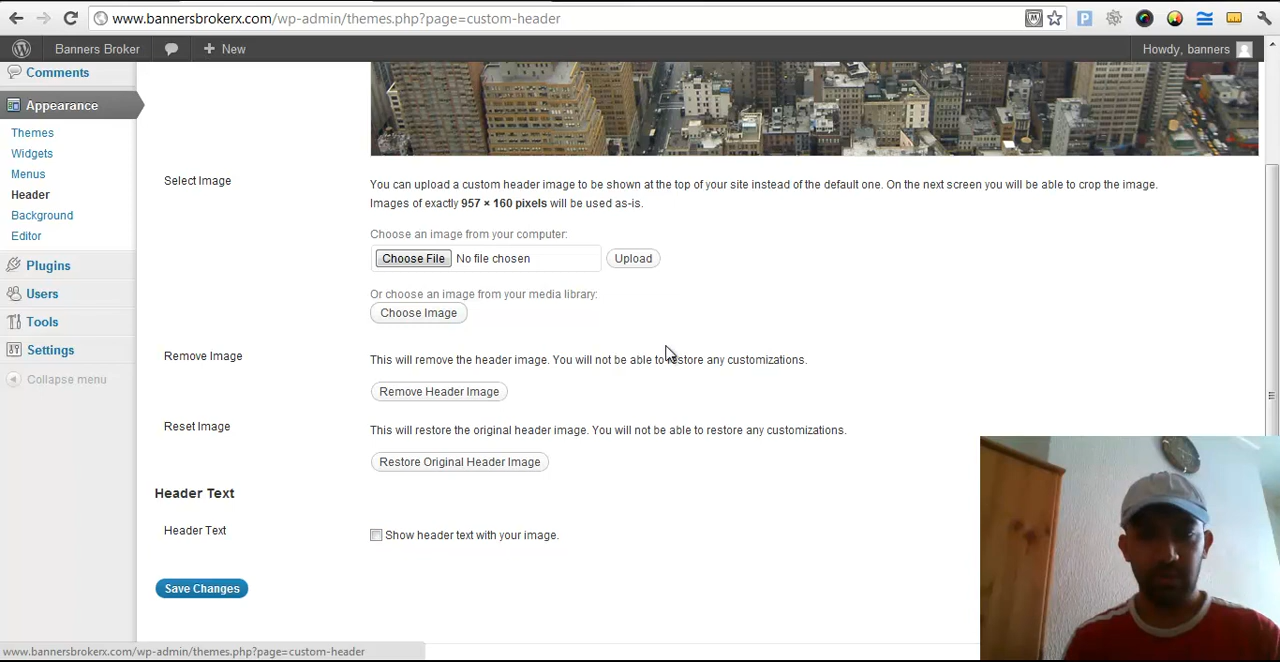 www.bannersbrokerx.com/wp-admin/themes.php?page=custom-header
Banners Broker
New
Howdy, banners
Comments
Appearance
Themes
Widgets
Menus
Header
Background
Editor
Plugins
Users
Tools
Settings
Collapse menu
Select Image
You can upload a custom header image to be shown at the top of your site instead of the default one. On the next screen you will be able to crop the image.
Images of exactly 957 × 160 pixels will be used as-is.
Choose an image from your computer:
Choose File No file chosen Upload
Or choose an image from your media library:
Choose Image
Remove Image
This will remove the header image. You will not be able to restore any customizations.
Remove Header Image
Reset Image
This will restore the original header image. You will not be able to restore any customizations.
Restore Original Header Image
Header Text
Header Text
Show header text with your image.
Save Changes
www.bannersbrokerx.com/wp-admin/themes.php?page=custom-header